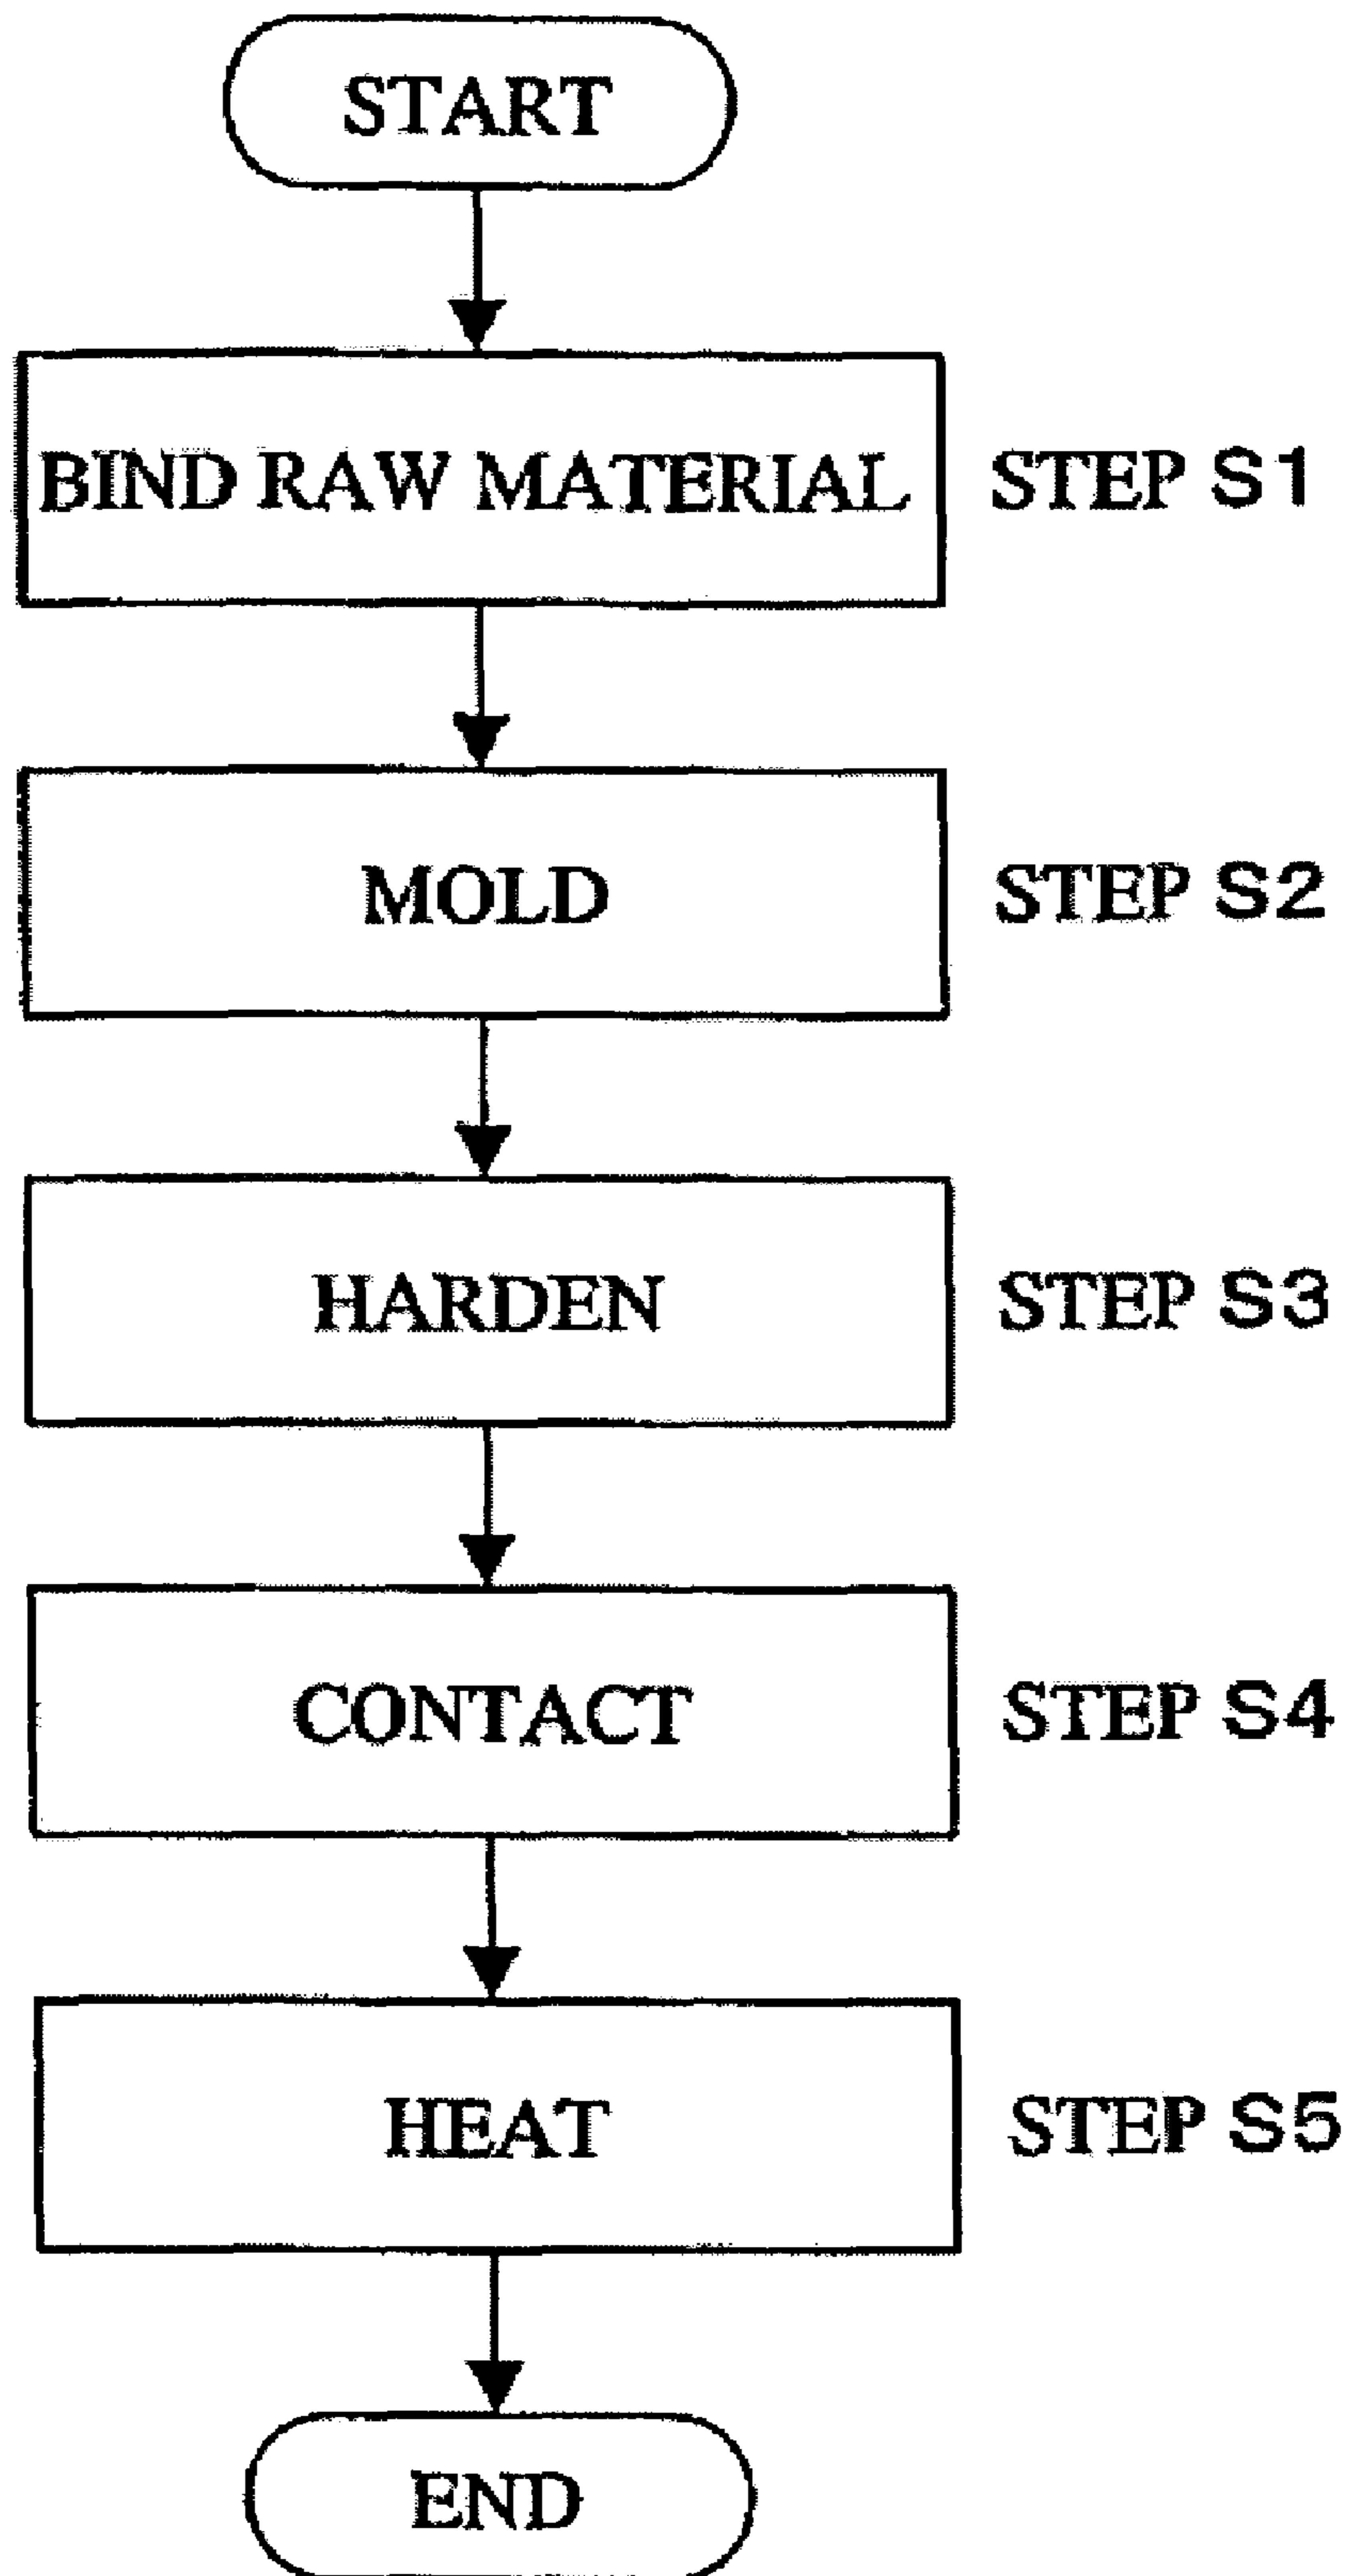 START
BIND RAW MATERIAL STEP S1
MOLD STEP S2
HARDEN STEP S3
CONTACT STEP S4
HEAT STEP S5
END